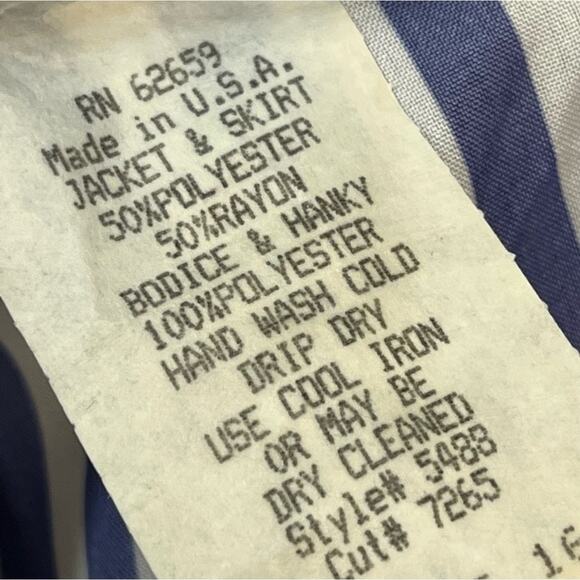 RN 62659
Made in U.S.A.
JACKET & SKIRT
50%POLYESTER
50%RAYON
BODICE & HANKY
100%POLYESTER
HAND WASH COLD
DRIP DRY
USE COOL IRON
OR MAY BE
DRY CLEANED
Style# 5488
Cut# 7265